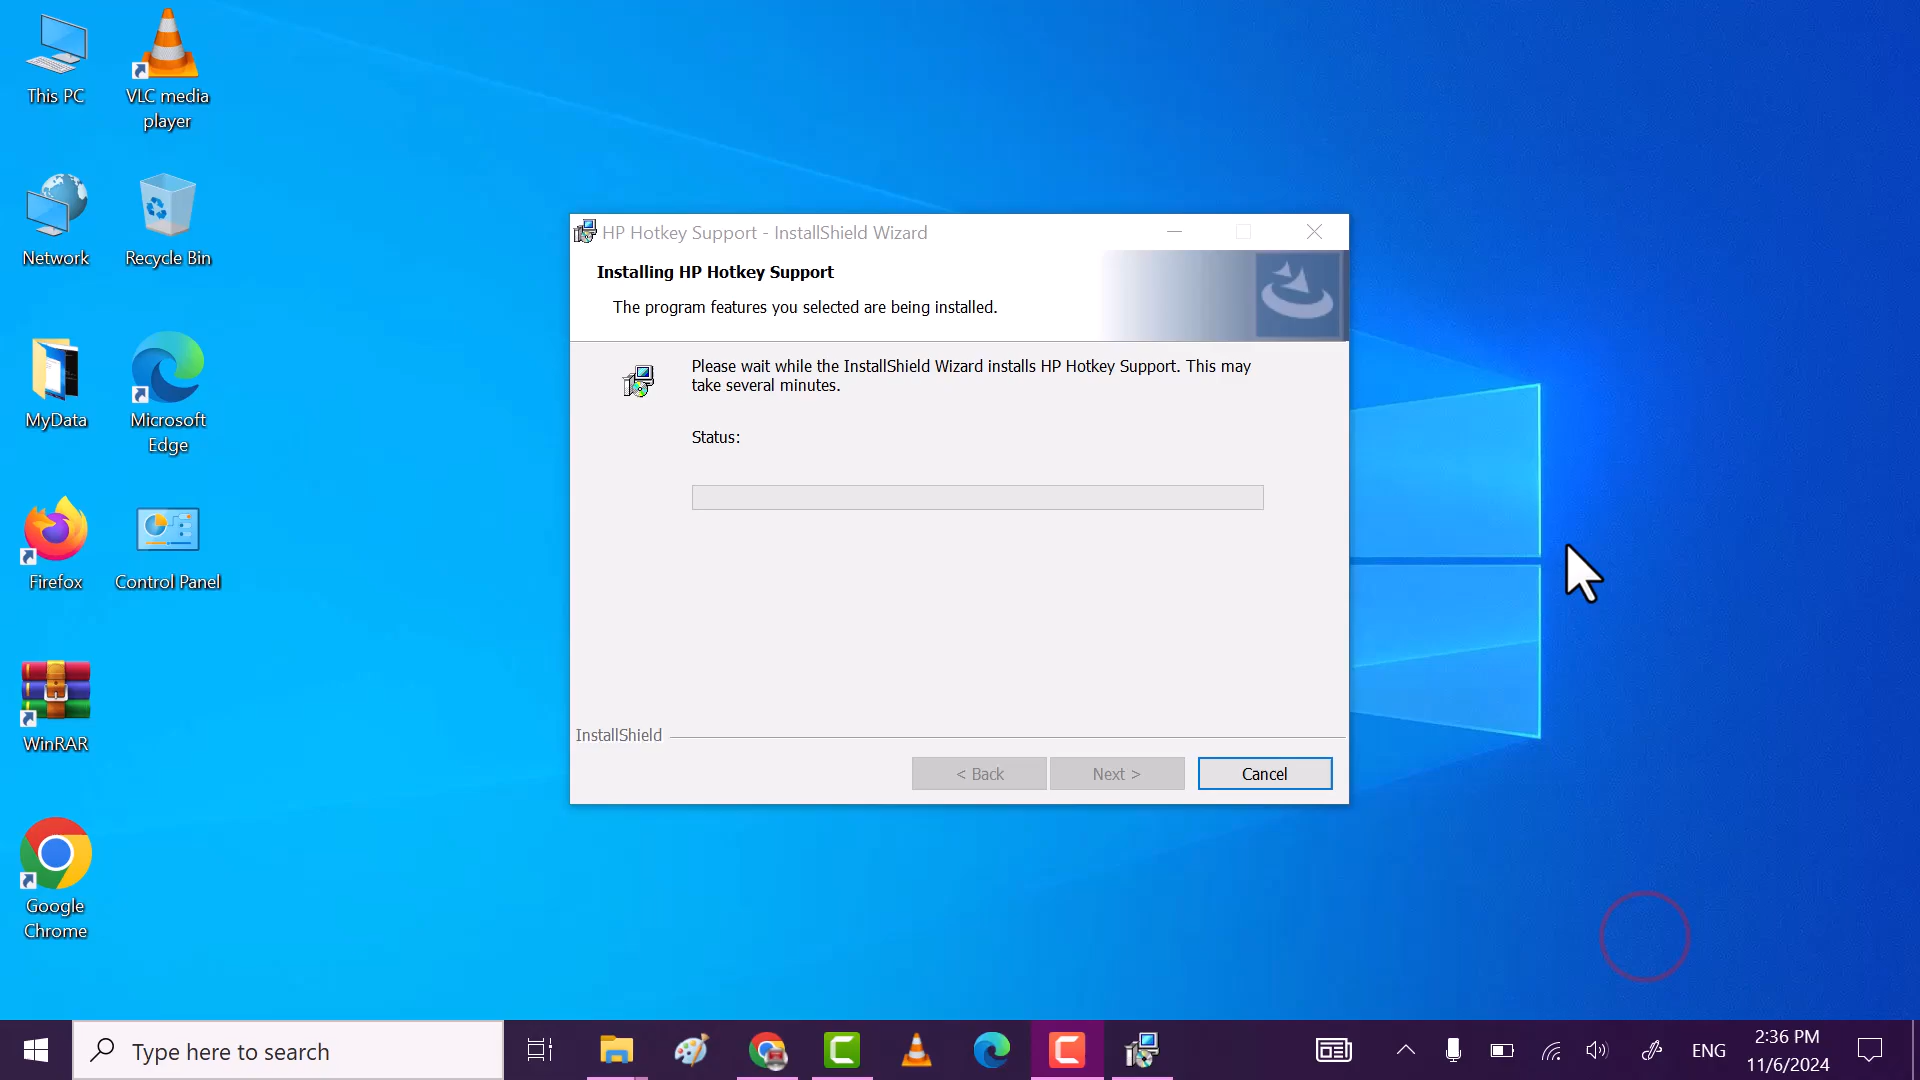 This PC
VLC media
player
Network
Recycle Bin
MyData
Microsoft
Edge
Firefox
Control Panel
WinRAR
Google
Chrome
HP Hotkey Support - InstallShield Wizard
Installing HP Hotkey Support
The program features you selected are being installed.
Please wait while the InstallShield Wizard installs HP Hotkey Support. This may
take several minutes.
Status:
InstallShield
< Back
Next >
Cancel
Type here to search
ENG
2:36 PM
11/6/2024